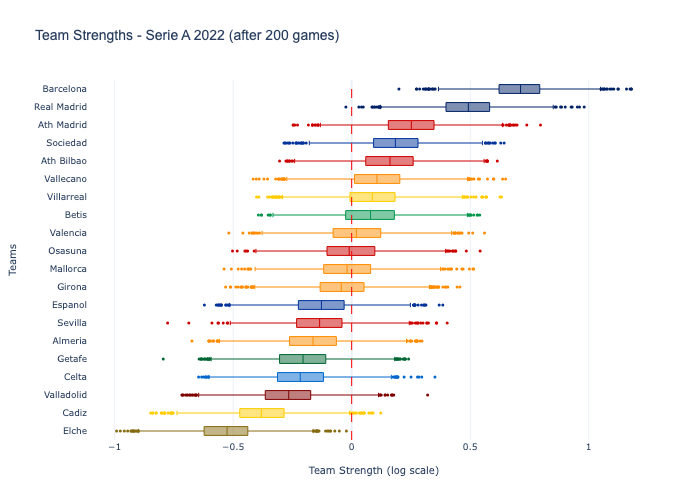 Team Strengths - Serie A 2022 (after 200 games)
Barcelona
Real Madrid
Ath Madrid
Sociedad
Ath Bilbao
Vallecano
Villarreal
Betis
Valencia
Osasuna
Mallorca
Girona
Espanol
Sevilla
Almeria
Getafe
Celta
Valladolid
Cadiz
Elche
Teams
−1 −0.5 0 0.5 1
Team Strength (log scale)